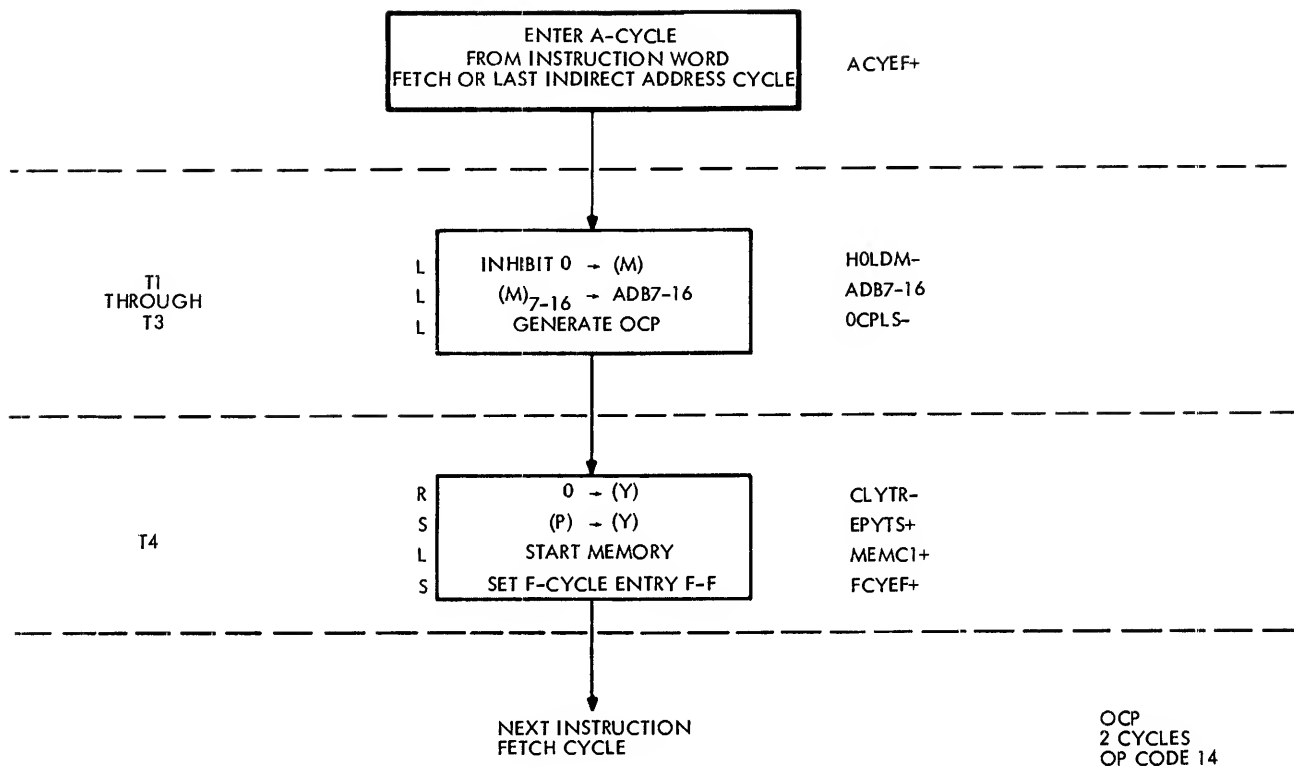 ENTER A-CYCLE
FROM INSTRUCTION WORD
FETCH OR LAST INDIRECT ADDRESS CYCLE
ACYEF+
T1
THROUGH
T3
L INHIBIT 0 → (M) H0LDM-
L (M)7-16 → ADB7-16 ADB7-16
L GENERATE OCP 0CPLS-
T4
R 0 → (Y) CLYTR-
S (P) → (Y) EPYTS+
L START MEMORY MEMC1+
S SET F-CYCLE ENTRY F-F FCYEF+
NEXT INSTRUCTION
FETCH CYCLE
OCP
2 CYCLES
OP CODE 14